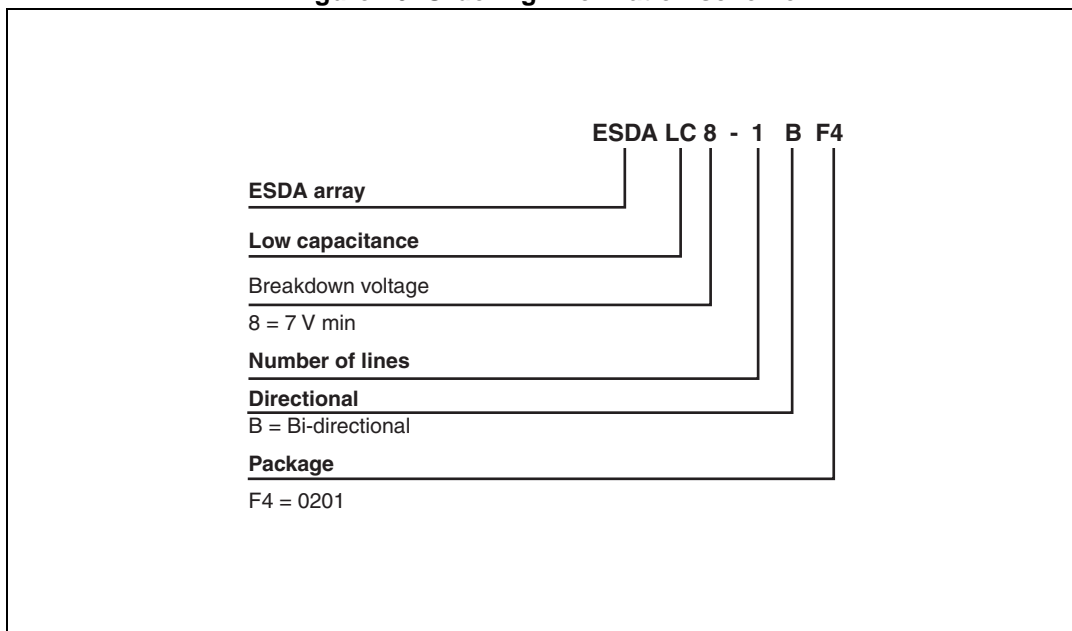 ESDA LC 8 - 1 B F4
ESDA array
Low capacitance
Breakdown voltage
8 = 7 V min
Number of lines
Directional
B = Bi-directional
Package
F4 = 0201